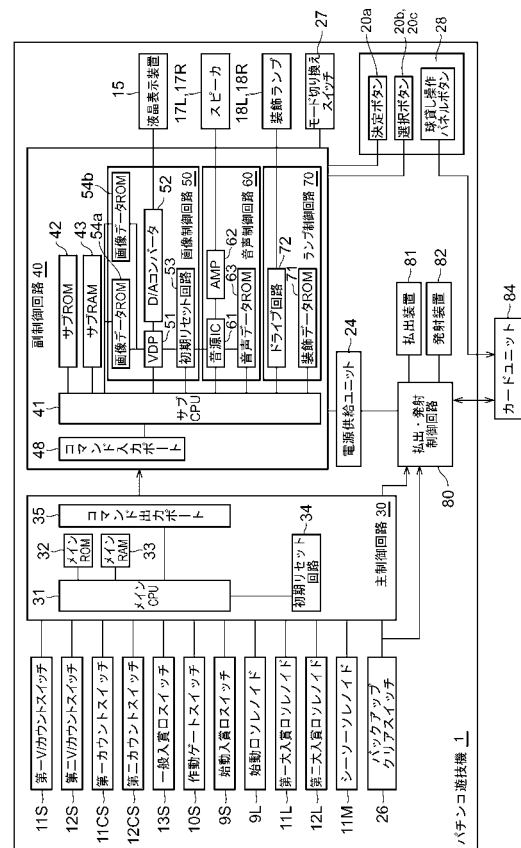 パチンコ遊技機 1
11S
第一V/カウントスイッチ
12S
第二V/カウントスイッチ
11CS
第一カウントスイッチ
12CS
第二カウントスイッチ
13S
一般入賞口スイッチ
10S
作動ゲートスイッチ
9S
始動入賞口スイッチ
9L
始動口ソレノイド
11L
第一大入賞口ソレノイド
12L
第二大入賞口ソレノイド
11M
シーソーソレノイド
26
バックアップ
クリアスイッチ
主制御回路 30
31
メイン
CPU
32
メイン
ROM
メイン
RAM
33
35
コマンド出力ポート
34
初期リセット
回路
副制御回路 40
48
コマンド入力ポート
41
サブ
CPU
42
サブROM
43
サブRAM
54a
画像データROM
54b
画像データROM
VDP
51
D/Aコンバータ
52
53
初期リセット回路
画像制御回路 50
音源IC
61
AMP
62
63
音声データROM
音声制御回路 60
ドライブ回路
72
71
装飾データROM
ランプ制御回路 70
15
液晶表示装置
17L,17R
スピーカ
18L,18R
装飾ランプ
27
モード切り換え
スイッチ
20a
決定ボタン
20b,
20c
選択ボタン
28
球貸し操作
パネルボタン
24
電源供給ユニット
80
払出・発射
制御回路
81
払出装置
82
発射装置
84
カードユニット